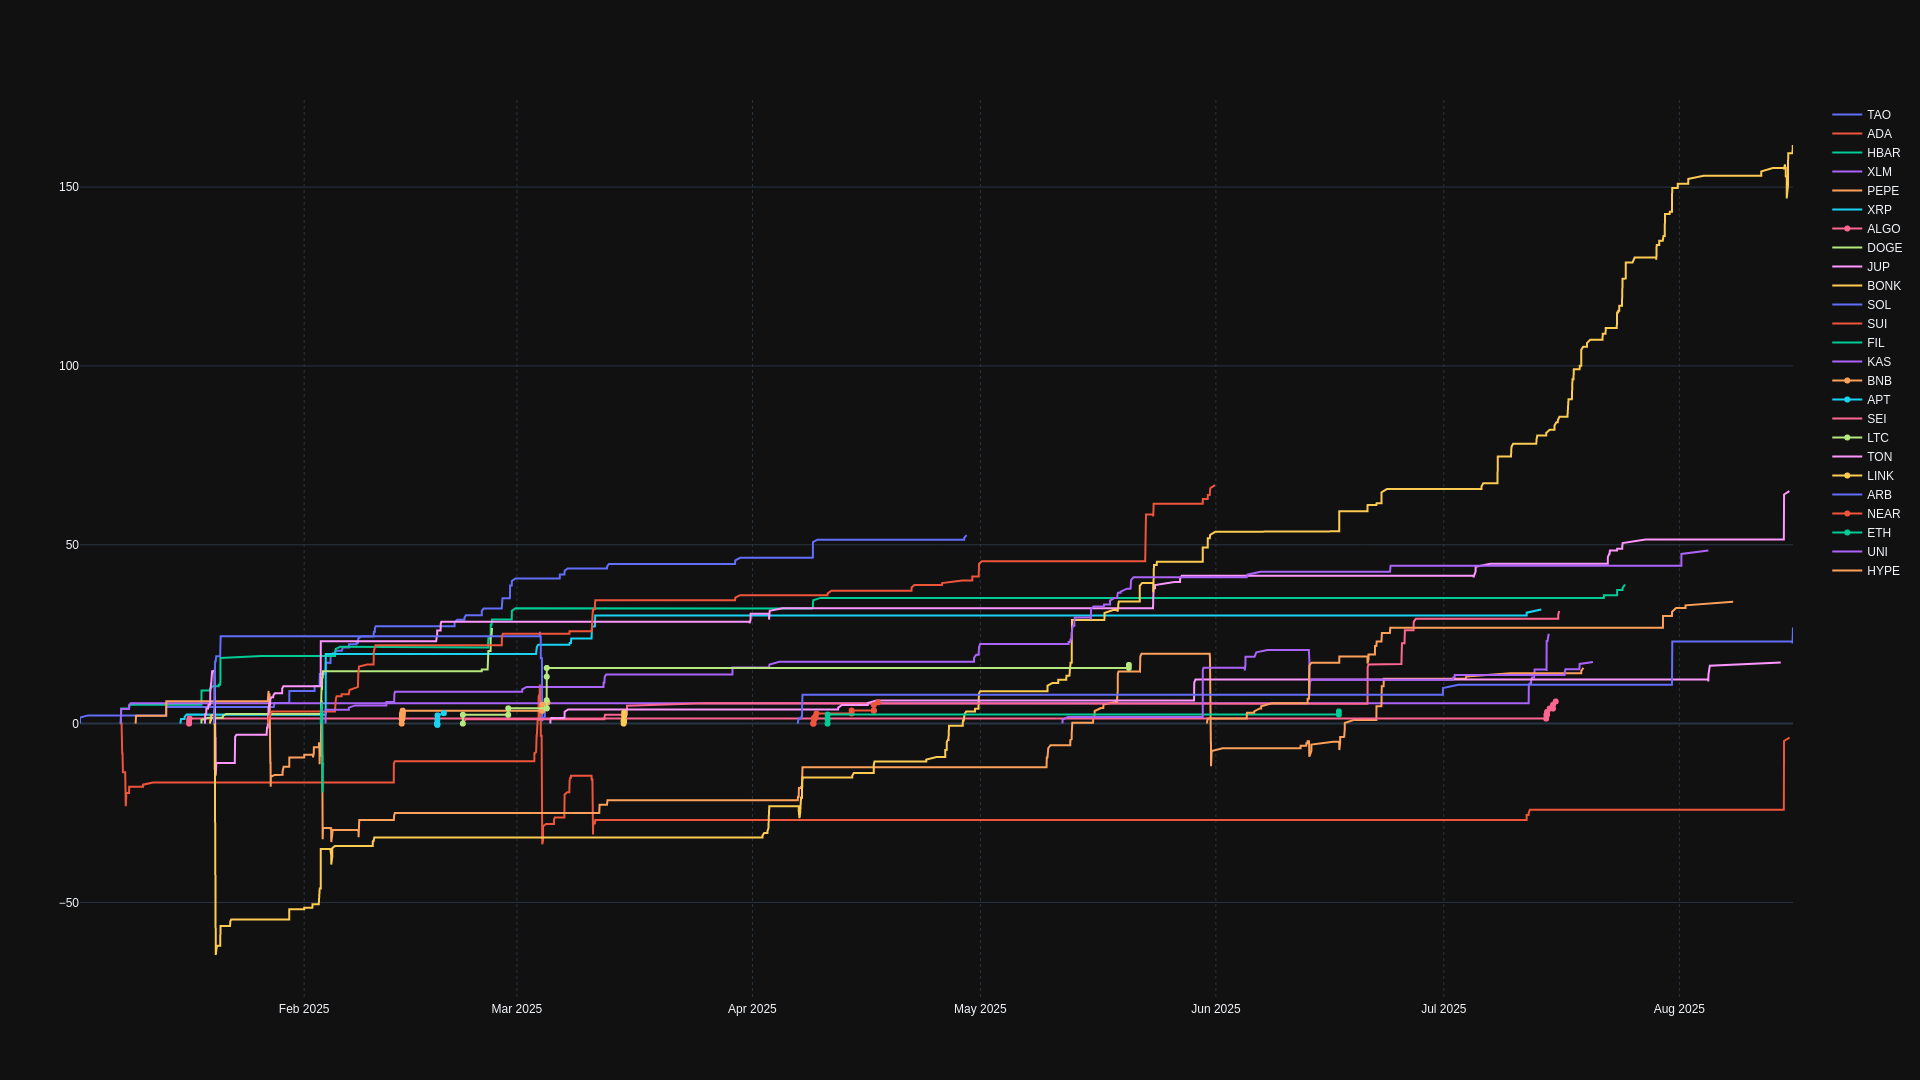 150
100
50
0
−50
Feb 2025
Mar 2025
Apr 2025
May 2025
Jun 2025
Jul 2025
Aug 2025
TAO
ADA
HBAR
XLM
PEPE
XRP
ALGO
DOGE
JUP
BONK
SOL
SUI
FIL
KAS
BNB
APT
SEI
LTC
TON
LINK
ARB
NEAR
ETH
UNI
HYPE